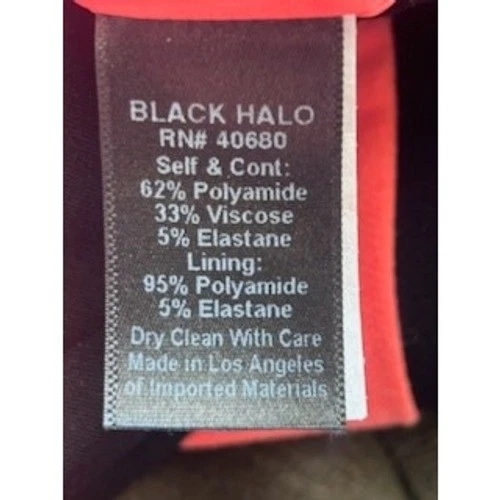 BLACK HALO
RN# 40680
Self & Cont:
62% Polyamide
33% Viscose
5% Elastane
Lining:
95% Polyamide
5% Elastane
Dry Clean With Care
Made in Los Angeles
of Imported Materials